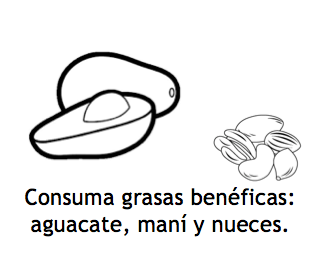 Consuma grasas benéficas:
aguacate, maní y nueces.